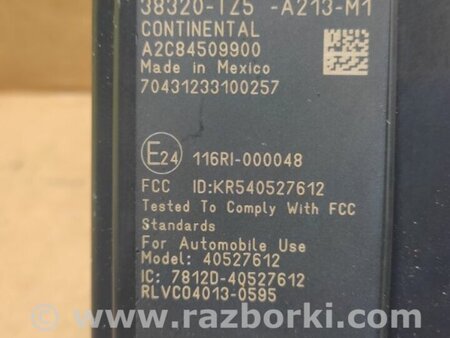 38320-TZ5 -A213-M1
CONTINENTAL
A2C84509900
Made in Mexico
70431233100257
E24 116RI-000048
FCC ID:KR540527612
Tested To Comply With FCC
Standards
For Automobile Use
Model: 40527612
IC: 7812D-40527612
RLVCO4013-0595
www.razborki.com